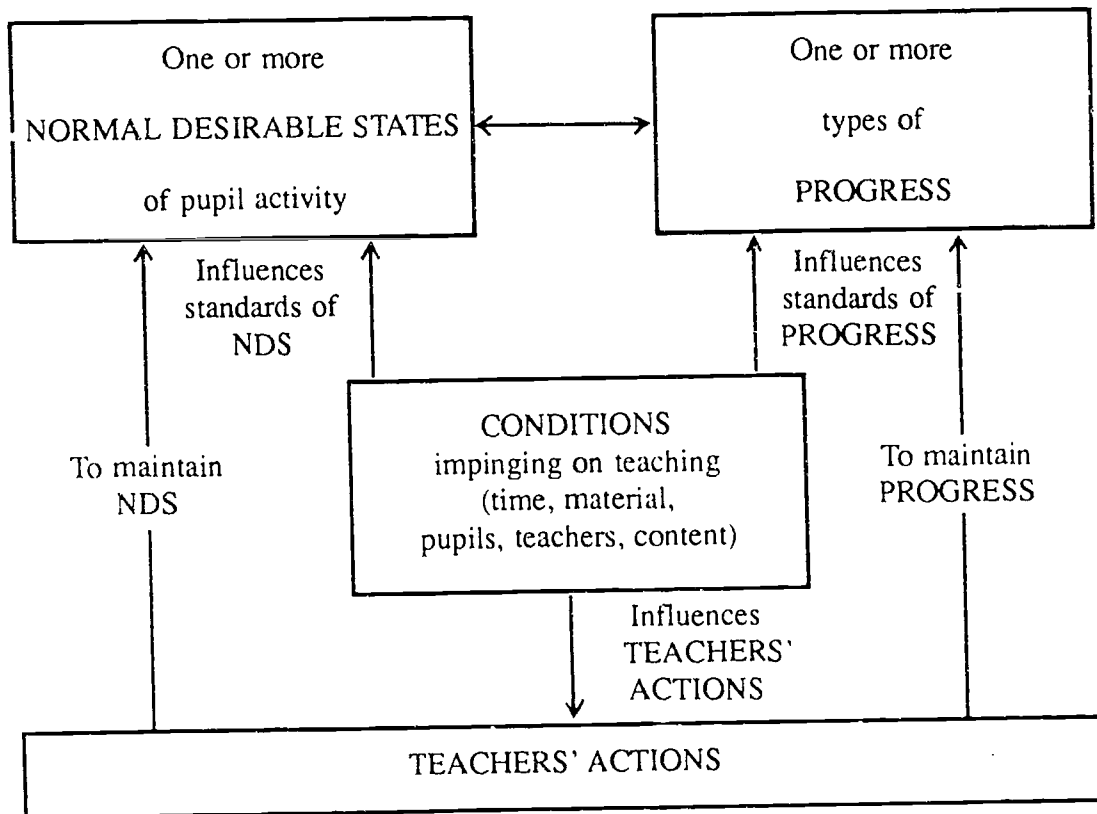 One or more
NORMAL DESIRABLE STATES
of pupil activity
One or more
types of
PROGRESS
Influences
standards of
NDS
Influences
standards of
PROGRESS
CONDITIONS
impinging on teaching
(time, material,
pupils, teachers, content)
To maintain
NDS
To maintain
PROGRESS
Influences
TEACHERS'
ACTIONS
TEACHERS' ACTIONS